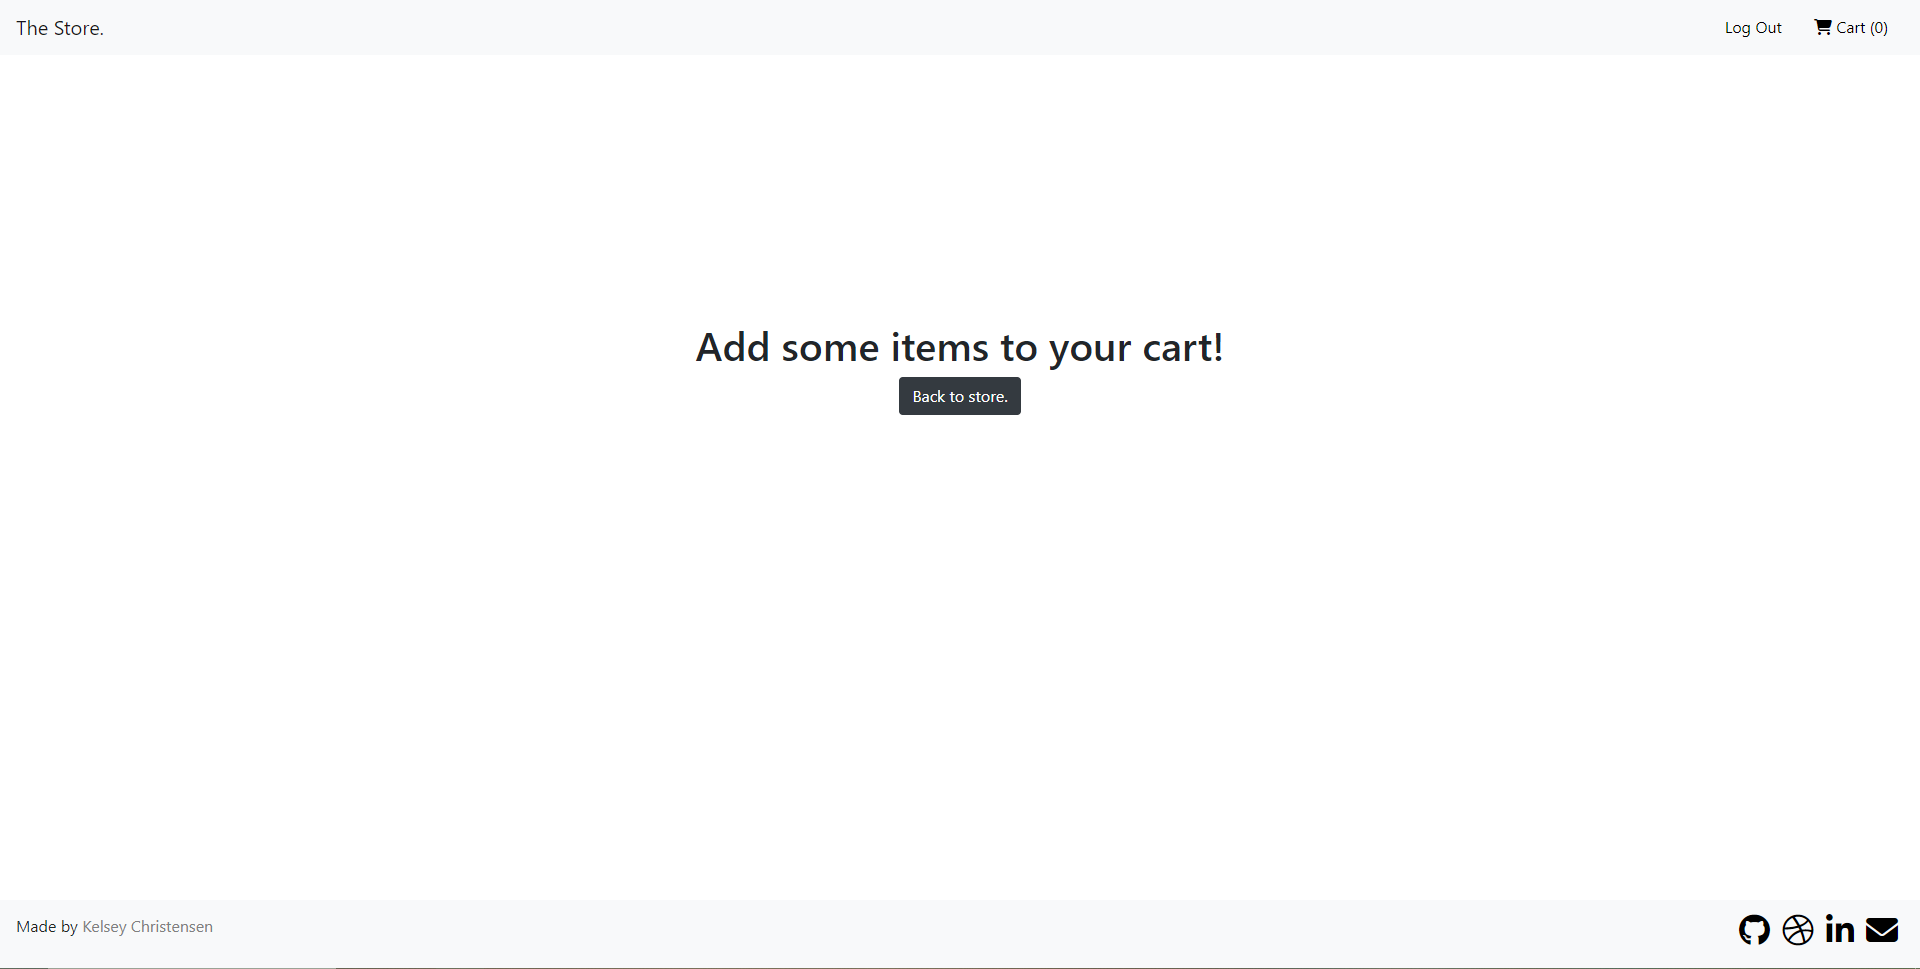 The Store.
Log Out
Cart (0)
Add some items to your cart!
Back to store.
Made by Kelsey Christensen
in